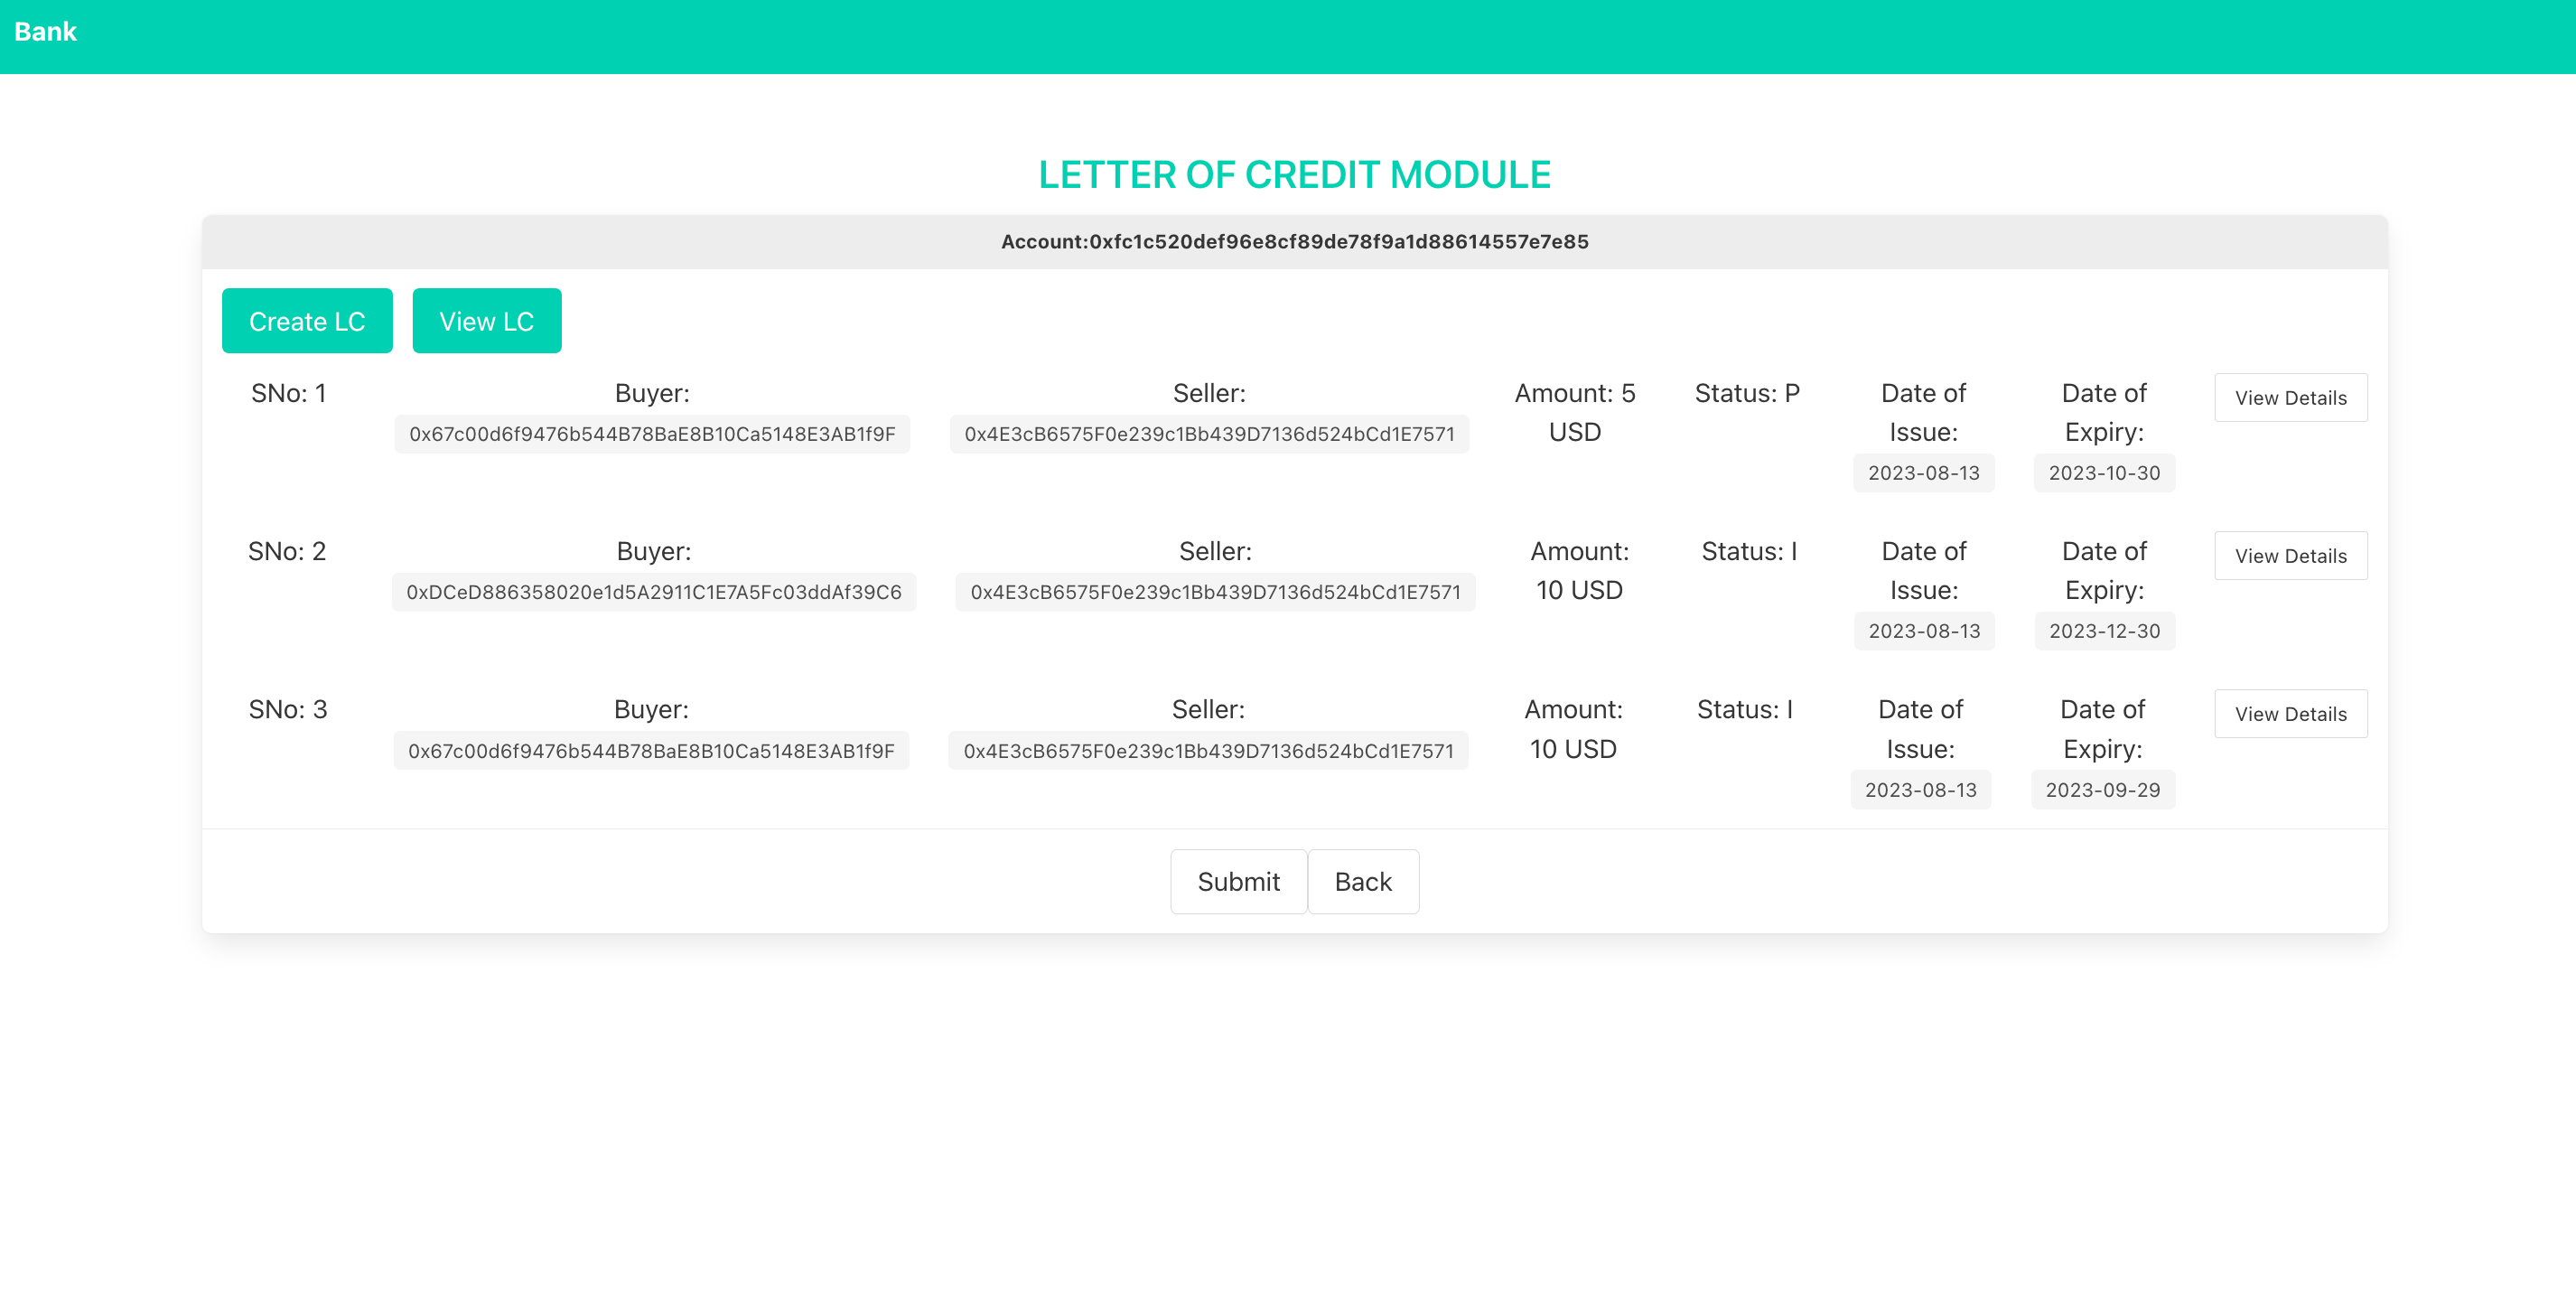 Bank
LETTER OF CREDIT MODULE
Account:0xfc1c520def96e8cf89de78f9a1d88614557e7e85
Create LC View LC
SNo: 1 Buyer: Seller: Amount: 5 Status: P Date of Date of View Details
0x67c00d6f9476b544B78BaE8B10Ca5148E3AB1f9F 0x4E3cB6575F0e239c1Bb439D7136d524bCd1E7571 USD Issue: Expiry:
2023-08-13 2023-10-30
SNo: 2 Buyer: Seller: Amount: Status: I Date of Date of View Details
0xDCeD886358020e1d5A2911C1E7A5Fc03ddAf39C6 0x4E3cB6575F0e239c1Bb439D7136d524bCd1E7571 10 USD Issue: Expiry:
2023-08-13 2023-12-30
SNo: 3 Buyer: Seller: Amount: Status: I Date of Date of View Details
0x67c00d6f9476b544B78BaE8B10Ca5148E3AB1f9F 0x4E3cB6575F0e239c1Bb439D7136d524bCd1E7571 10 USD Issue: Expiry:
2023-08-13 2023-09-29
Submit Back